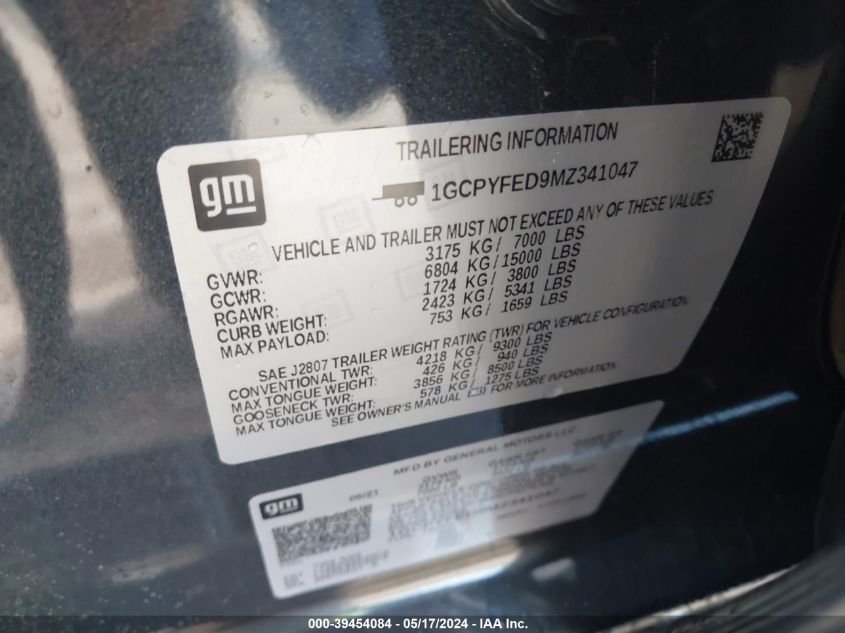 TRAILERING INFORMATION
gm
1GCPYFED9MZ341047
VEHICLE AND TRAILER MUST NOT EXCEED ANY OF THESE VALUES
GVWR: 3175 KG/ 7000 LBS
GCWR: 6804 KG/15000 LBS
RGAWR: 1724 KG/ 3800 LBS
CURB WEIGHT: 2423 KG/ 5341 LBS
MAX PAYLOAD: 753 KG/ 1659 LBS
SAE J2807 TRAILER WEIGHT RATING (TWR) FOR VEHICLE CONFIGURATION
CONVENTIONAL TWR: 4218 KG/ 9300 LBS
MAX TONGUE WEIGHT: 426 KG/ 940 LBS
GOOSENECK TWR: 3856 KG/ 8500 LBS
MAX TONGUE WEIGHT: 578 KG/ 1275 LBS
SEE OWNER'S MANUAL FOR MORE INFORMATION
gm
MFD BY GENERAL MOTORS LLC
05/21
GVWR GAWR FRT
000-39454084 - 05/17/2024 - IAA Inc.